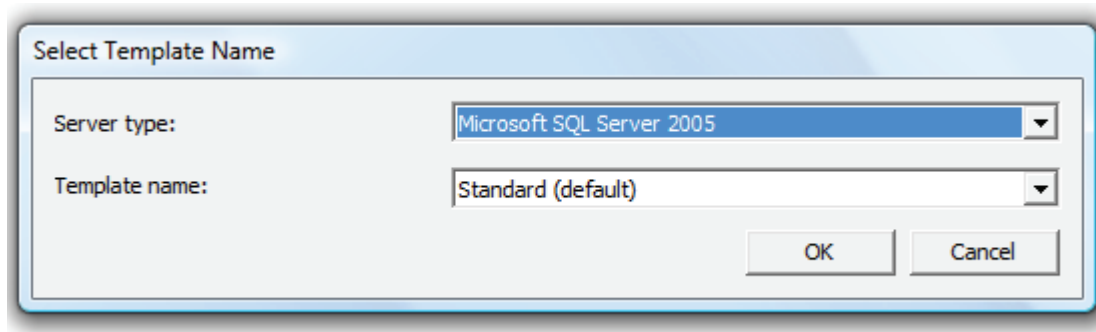 Select Template Name
Server type:
Microsoft SQL Server 2005
Template name:
Standard (default)
OK
Cancel